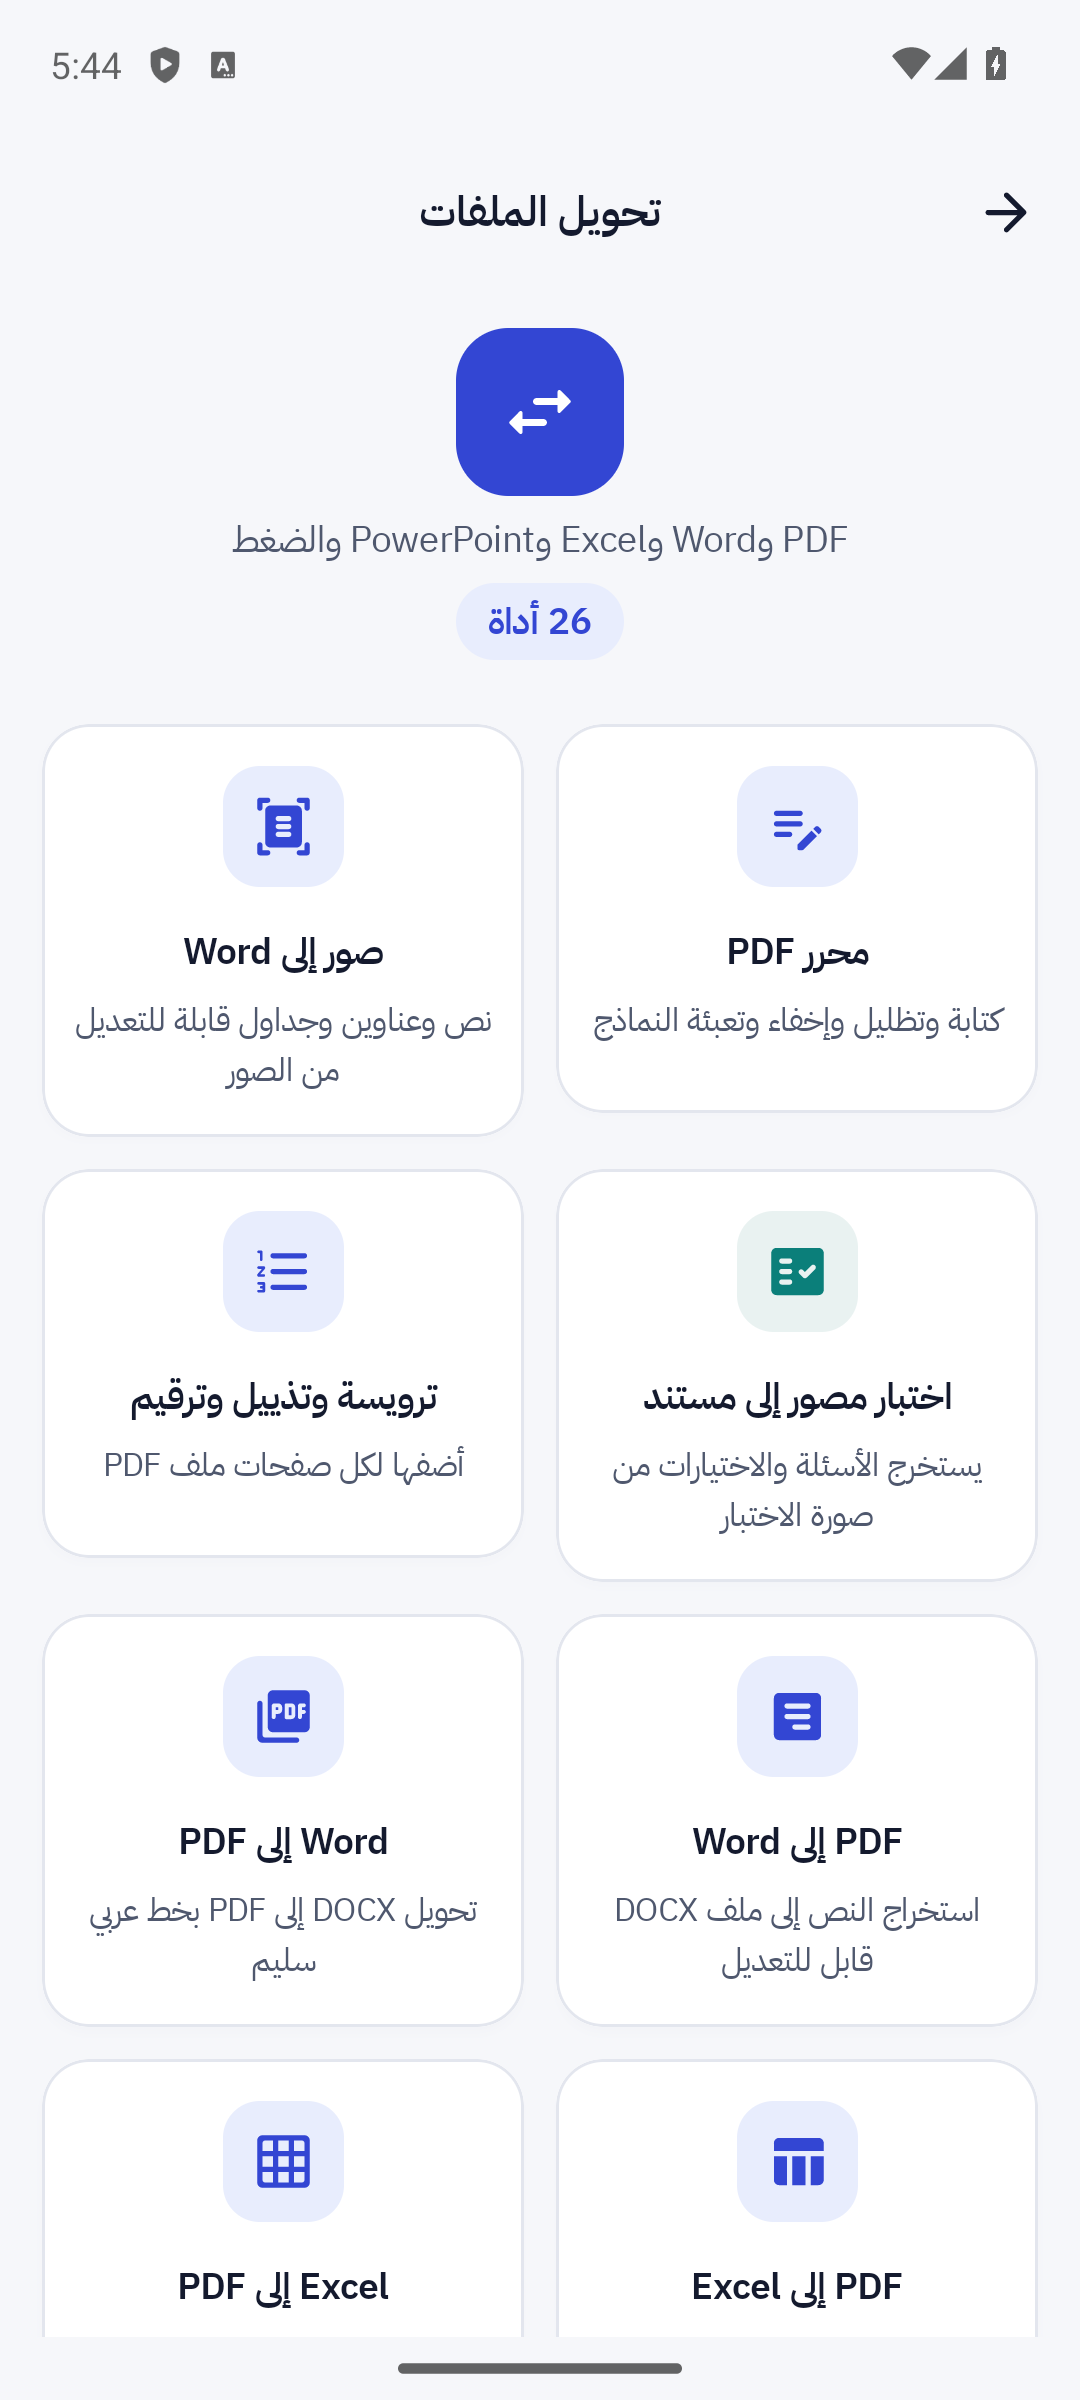 5:44
تحويل الملفات
PDF وWord وExcel وPowerPoint والضغط
26 أداة
محرر PDF
كتابة وتظليل وإخفاء وتعبئة النماذج
صور إلى Word
نص وعناوين وجداول قابلة للتعديل
من الصور
اختبار مصور إلى مستند
يستخرج الأسئلة والاختيارات من
صورة الاختبار
ترويسة وتذييل وترقيم
أضفها لكل صفحات ملف PDF
PDF إلى Word
استخراج النص إلى ملف DOCX
قابل للتعديل
PDF
Word إلى PDF
تحويل DOCX إلى PDF بخط عربي
سليم
PDF إلى Excel
Excel إلى PDF